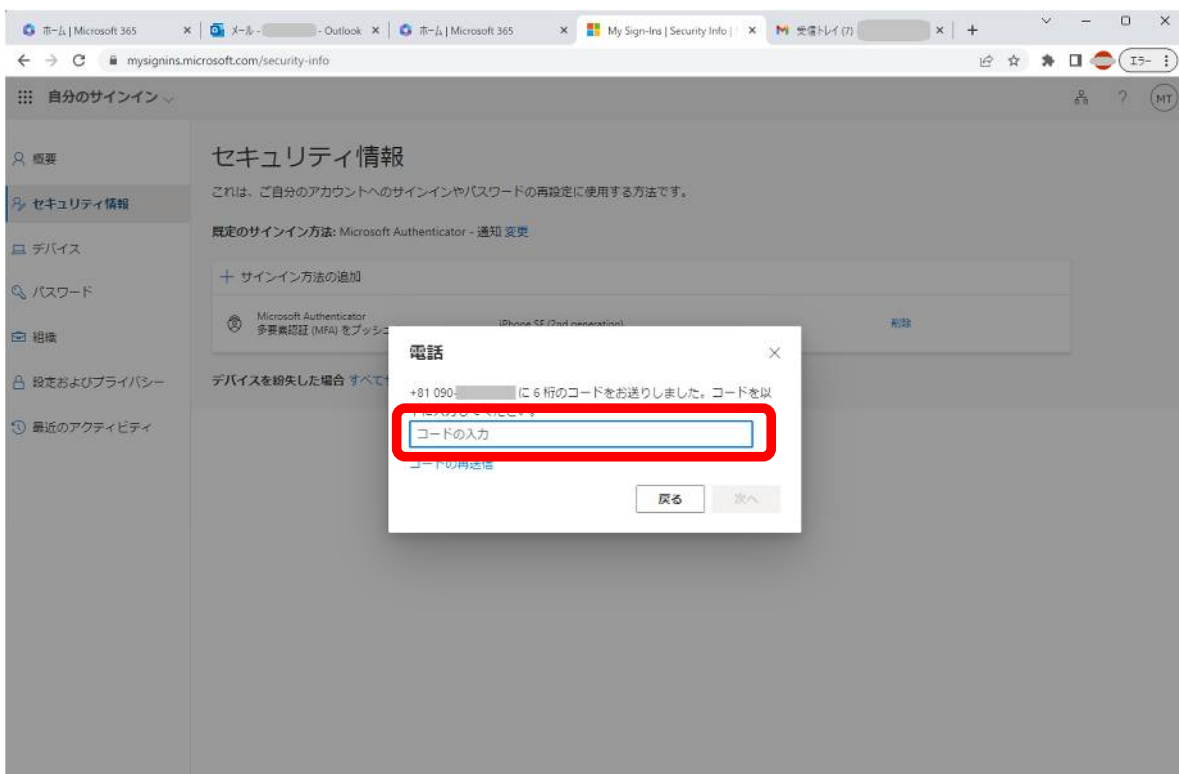 ホーム | Microsoft 365
メール - - Outlook
ホーム | Microsoft 365
My Sign-Ins | Security Info |
受信トレイ (7)
mysignins.microsoft.com/security-info
エラー
自分のサインイン
?
MT
概要
セキュリティ情報
デバイス
パスワード
組織
設定およびプライバシー
最近のアクティビティ
セキュリティ情報
これは、ご自分のアカウントへのサインインやパスワードの再設定に使用する方法です。
既定のサインイン方法: Microsoft Authenticator - 通知 変更
+ サインイン方法の追加
Microsoft Authenticator
多要素認証 (MFA) をプッシュ
iPhone SE (2nd generation)
削除
デバイスを紛失した場合 すべて
電話
+81 090- に 6 桁のコードをお送りしました。コードを以
下に入力してください。
コードの入力
コードの再送信
戻る
次へ